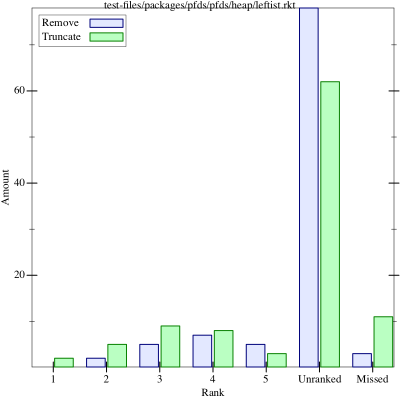 test-files/packages/pfds/pfds/heap/leftist.rkt
Remove
Truncate
60
40
20
Amount
1 2 3 4 5 Unranked Missed
Rank